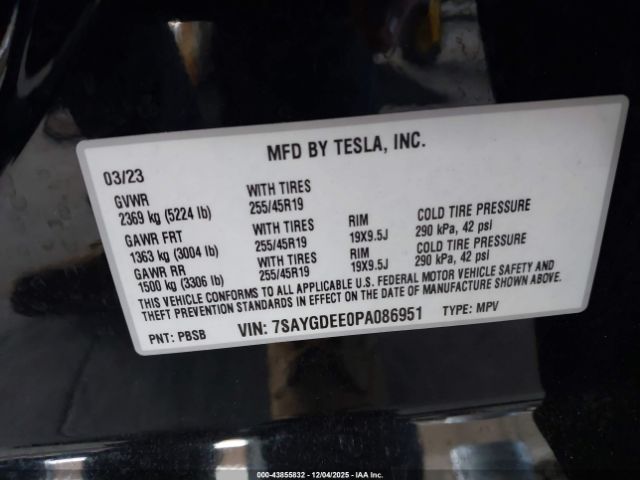 MFD BY TESLA, INC.
03/23
GVWR WITH TIRES
2369 kg (5224 lb) 255/45R19
GAWR FRT WITH TIRES RIM COLD TIRE PRESSURE
1363 kg (3004 lb) 255/45R19 19X9.5J 290 kPa, 42 psi
GAWR RR WITH TIRES RIM COLD TIRE PRESSURE
1500 kg (3306 lb) 255/45R19 19X9.5J 290 kPa, 42 psi
THIS VEHICLE CONFORMS TO ALL APPLICABLE U.S. FEDERAL MOTOR VEHICLE SAFETY AND
THEFT PREVENTION STANDARDS IN EFFECT ON THE DATE OF MANUFACTURE SHOWN ABOVE.
PNT: PBSB VIN: 7SAYGDEE0PA086951 TYPE: MPV
000-43855832 - 12/04/2025 - IAA Inc.